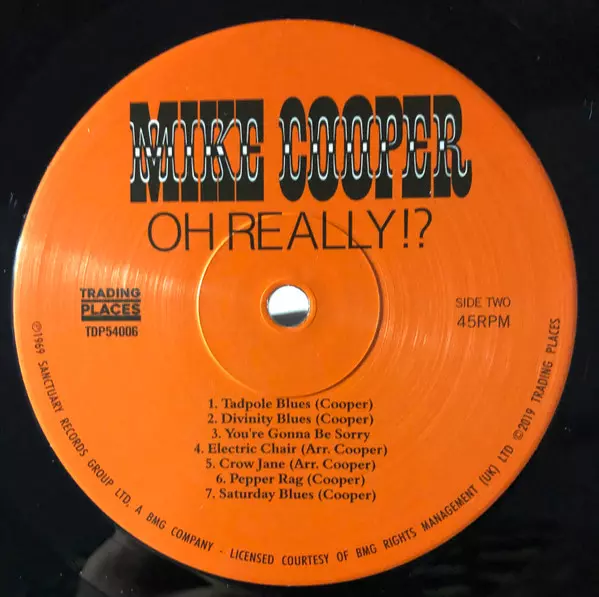 MIKE COOPER
OH REALLY!?
TRADING
PLACES
TDP54006
SIDE TWO
45RPM
1. Tadpole Blues (Cooper)
2. Divinity Blues (Cooper)
3. You're Gonna Be Sorry
4. Electric Chair (Arr. Cooper)
5. Crow Jane (Arr. Cooper)
6. Pepper Rag (Cooper)
7. Saturday Blues (Cooper)
℗1969 SANCTUARY RECORDS GROUP LTD, A BMG COMPANY - LICENSED COURTESY OF BMG RIGHTS MANAGEMENT (UK) LTD ©2019 TRADING PLACES